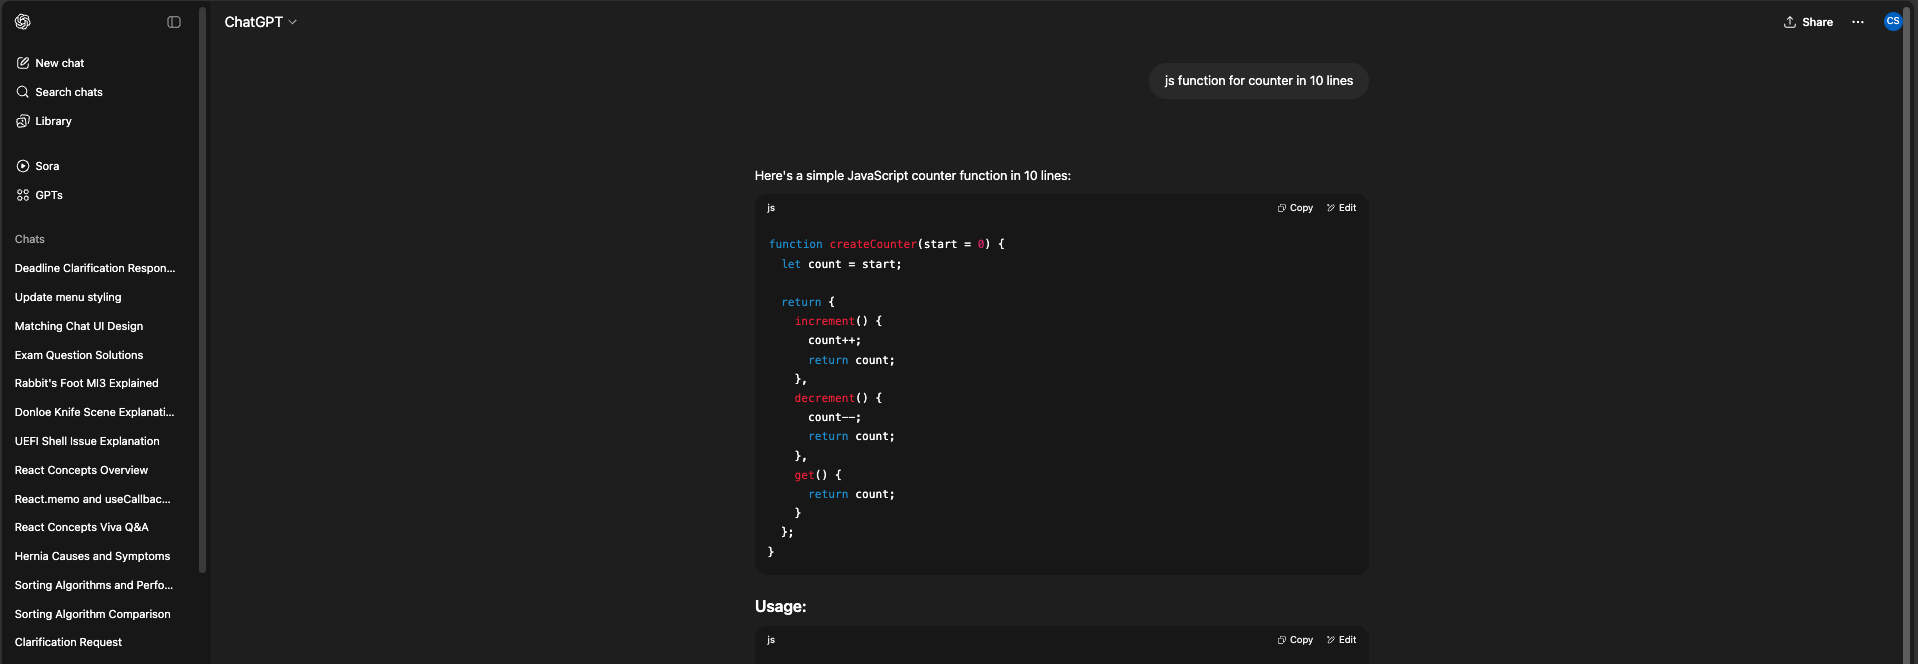 ChatGPT
Share
CS
New chat
Search chats
Library
Sora
GPTs
Chats
Deadline Clarification Respon...
Update menu styling
Matching Chat UI Design
Exam Question Solutions
Rabbit's Foot MI3 Explained
Donloe Knife Scene Explanati...
UEFI Shell Issue Explanation
React Concepts Overview
React.memo and useCallbac...
React Concepts Viva Q&A
Hernia Causes and Symptoms
Sorting Algorithms and Perfo...
Sorting Algorithm Comparison
Clarification Request
js function for counter in 10 lines
Here's a simple JavaScript counter function in 10 lines:
js Copy Edit
function createCounter(start = 0) {
  let count = start;

  return {
    increment() {
      count++;
      return count;
    },
    decrement() {
      count--;
      return count;
    },
    get() {
      return count;
    }
  };
}
Usage:
js Copy Edit